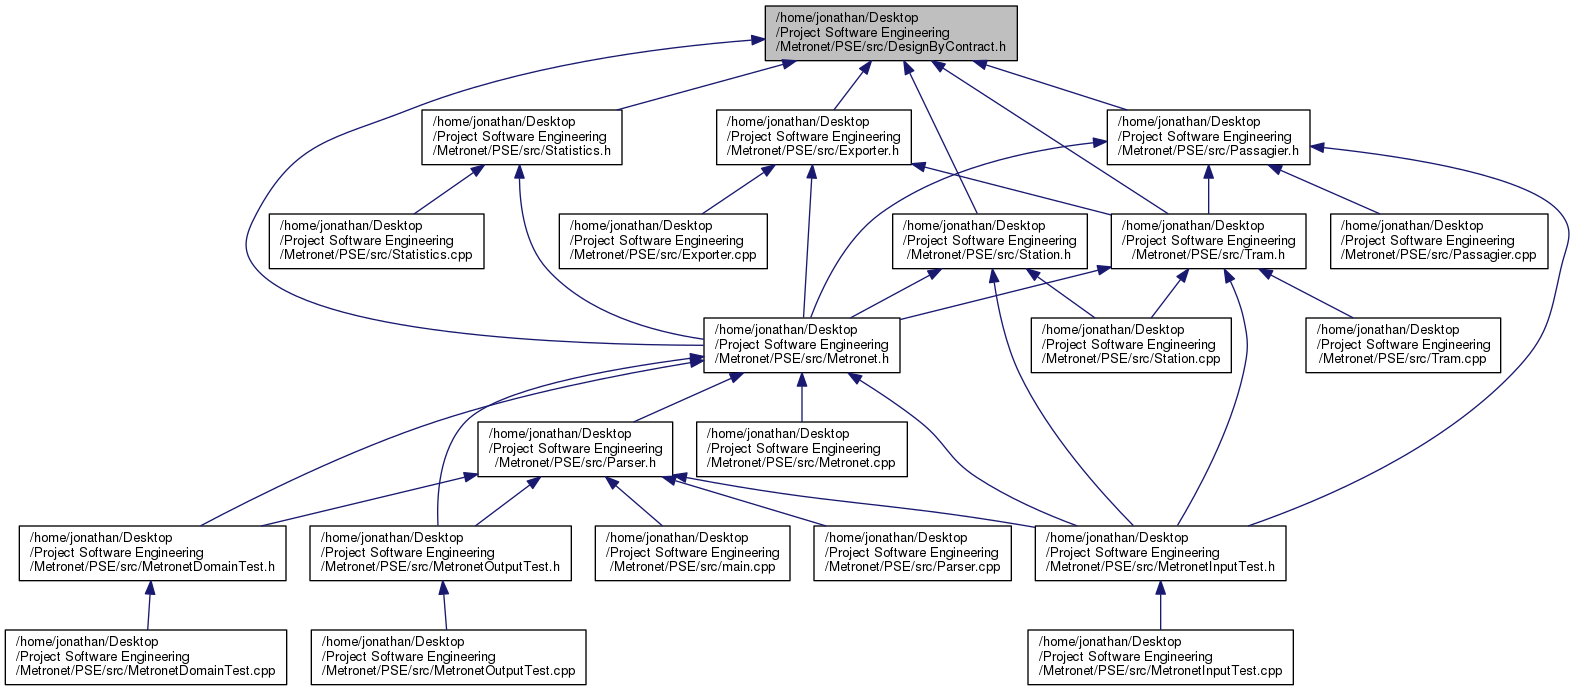 /home/jonathan/Desktop
/Project Software Engineering
/Metronet/PSE/src/DesignByContract.h
/home/jonathan/Desktop
/Project Software Engineering
/Metronet/PSE/src/Statistics.h
/home/jonathan/Desktop
/Project Software Engineering
/Metronet/PSE/src/Exporter.h
/home/jonathan/Desktop
/Project Software Engineering
/Metronet/PSE/src/Passagier.h
/home/jonathan/Desktop
/Project Software Engineering
/Metronet/PSE/src/Statistics.cpp
/home/jonathan/Desktop
/Project Software Engineering
/Metronet/PSE/src/Exporter.cpp
/home/jonathan/Desktop
/Project Software Engineering
/Metronet/PSE/src/Station.h
/home/jonathan/Desktop
/Project Software Engineering
/Metronet/PSE/src/Tram.h
/home/jonathan/Desktop
/Project Software Engineering
/Metronet/PSE/src/Passagier.cpp
/home/jonathan/Desktop
/Project Software Engineering
/Metronet/PSE/src/Metronet.h
/home/jonathan/Desktop
/Project Software Engineering
/Metronet/PSE/src/Station.cpp
/home/jonathan/Desktop
/Project Software Engineering
/Metronet/PSE/src/Tram.cpp
/home/jonathan/Desktop
/Project Software Engineering
/Metronet/PSE/src/Parser.h
/home/jonathan/Desktop
/Project Software Engineering
/Metronet/PSE/src/Metronet.cpp
/home/jonathan/Desktop
/Project Software Engineering
/Metronet/PSE/src/MetronetDomainTest.h
/home/jonathan/Desktop
/Project Software Engineering
/Metronet/PSE/src/MetronetOutputTest.h
/home/jonathan/Desktop
/Project Software Engineering
/Metronet/PSE/src/main.cpp
/home/jonathan/Desktop
/Project Software Engineering
/Metronet/PSE/src/Parser.cpp
/home/jonathan/Desktop
/Project Software Engineering
/Metronet/PSE/src/MetronetInputTest.h
/home/jonathan/Desktop
/Project Software Engineering
/Metronet/PSE/src/MetronetDomainTest.cpp
/home/jonathan/Desktop
/Project Software Engineering
/Metronet/PSE/src/MetronetOutputTest.cpp
/home/jonathan/Desktop
/Project Software Engineering
/Metronet/PSE/src/MetronetInputTest.cpp